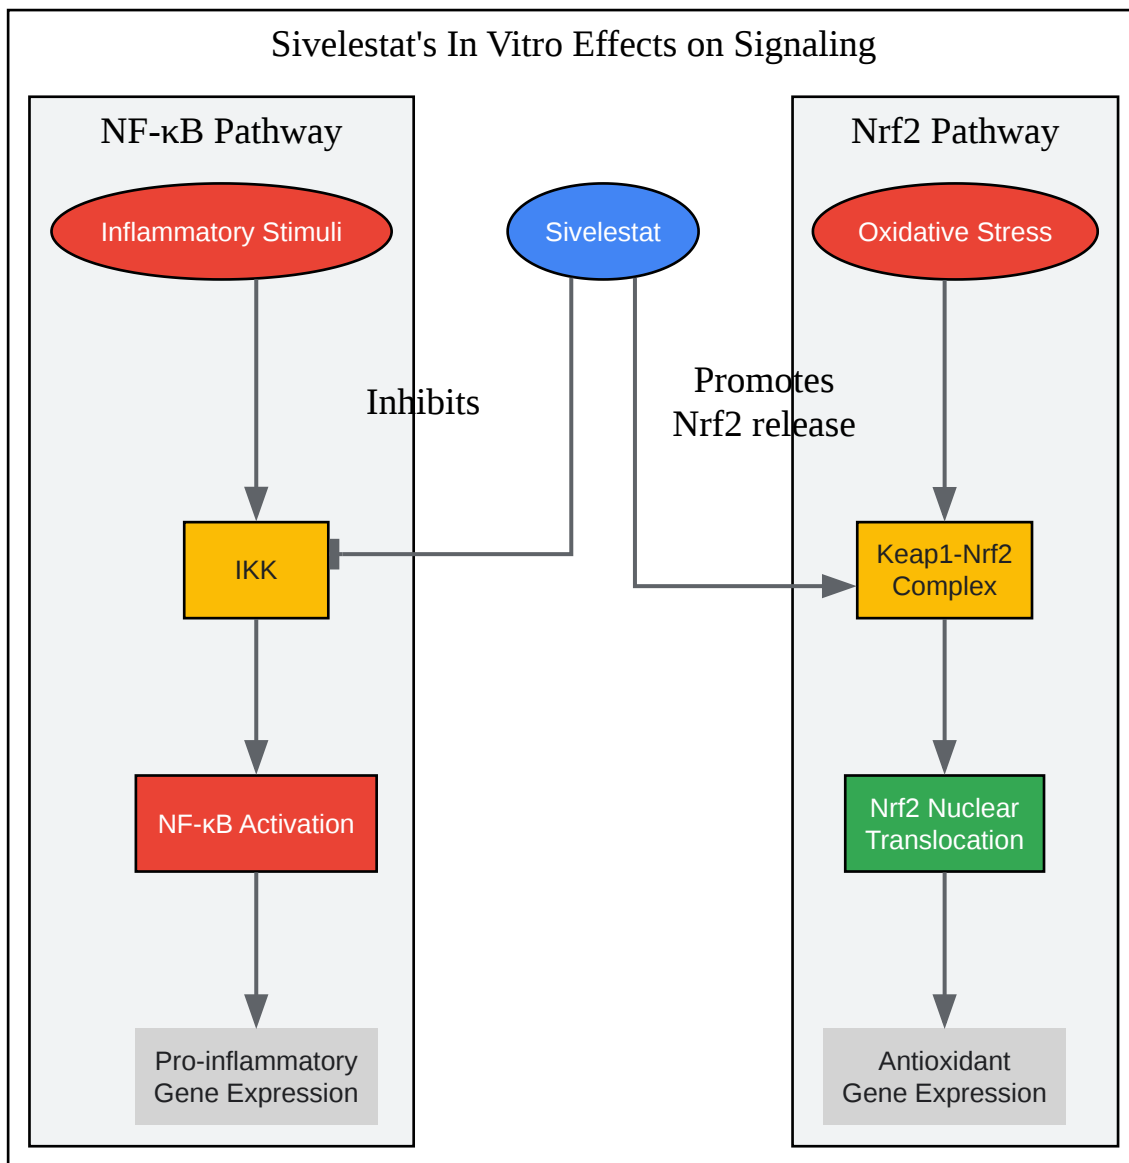 Sivelestat's In Vitro Effects on Signaling
NF-κB Pathway
Nrf2 Pathway
Inflammatory Stimuli
Sivelestat
Oxidative Stress
Inhibits
Promotes
Nrf2 release
IKK
Keap1-Nrf2
Complex
NF-κB Activation
Nrf2 Nuclear
Translocation
Pro-inflammatory
Gene Expression
Antioxidant
Gene Expression